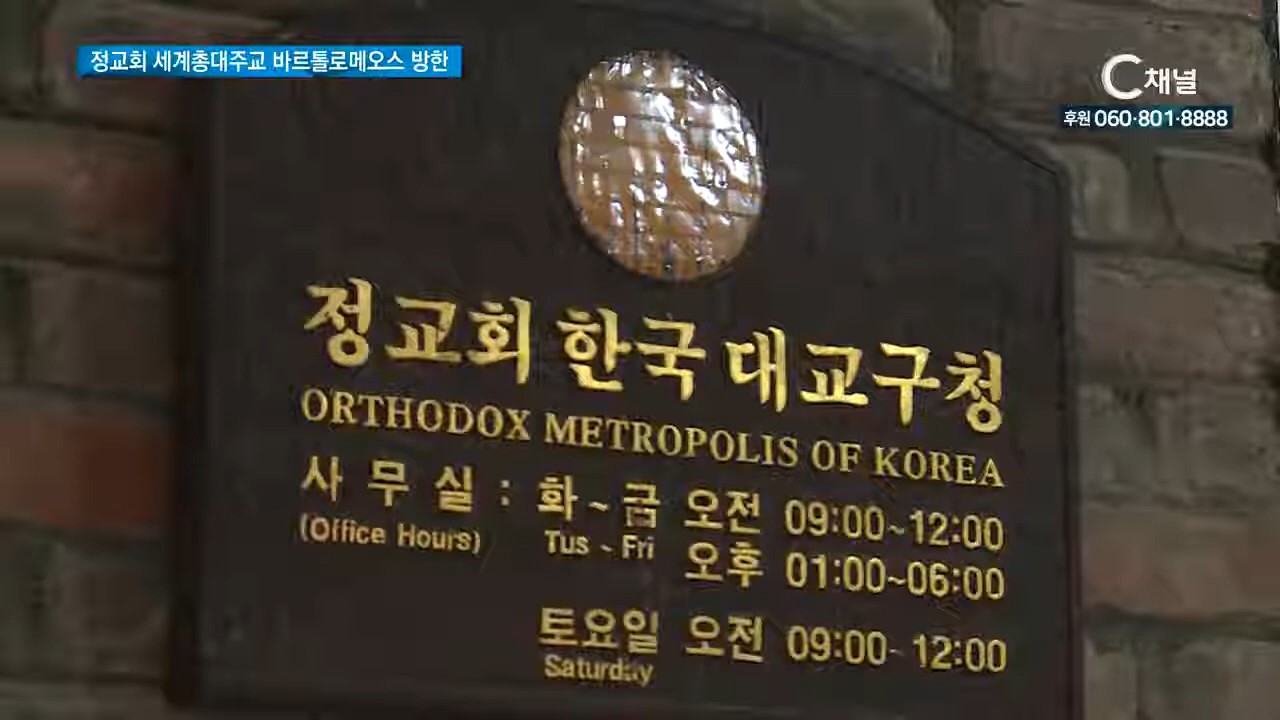 정교회 세계총대주교 바르톨로메오스 방한
C채널
후원 060·801·8888
정교회 한국 대교구청
ORTHODOX METROPOLIS OF KOREA
사 무 실 : 화 ~ 금 오전 09:00~12:00
(Office Hours) Tus ~ Fri 오후 01:00~06:00
토요일 오전 09:00~12:00
Saturday